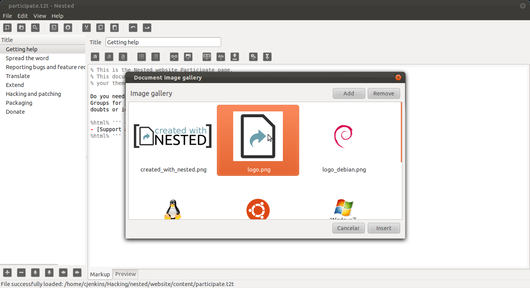 participate.t2t - Nested
File Edit View Help
Title
Getting help
Spread the word
Reporting bugs and feature rec
Translate
Extend
Hacking and patching
Packaging
Donate
Title Getting help
% This is the Nested website Participate page.
% This docu
% your them
Do you need
Groups for
doubts or i
%html% '''
- [Support
%html% '''
Document image gallery
Image gallery
Add Remove
created with
NESTED
created_with_nested.png logo.png logo_debian.png
Windows
Cancelar Insert
Markup Preview
File successfully loaded: /home/cjenkins/Hacking/nested/website/content/participate.t2t